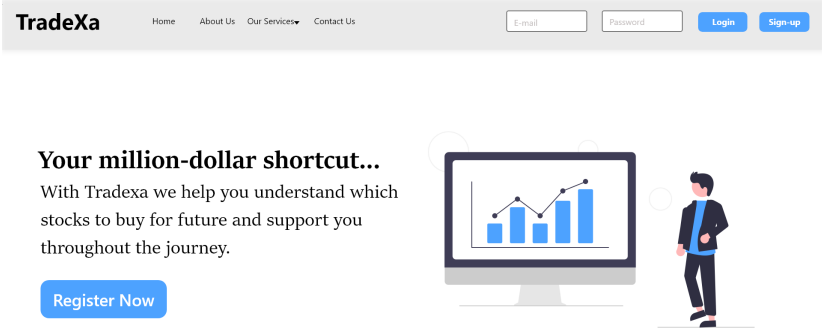 TradeXa Home About Us Our Services Contact Us E-mail Password Login Sign-up
Your million-dollar shortcut...
With Tradexa we help you understand which
stocks to buy for future and support you
throughout the journey.
Register Now